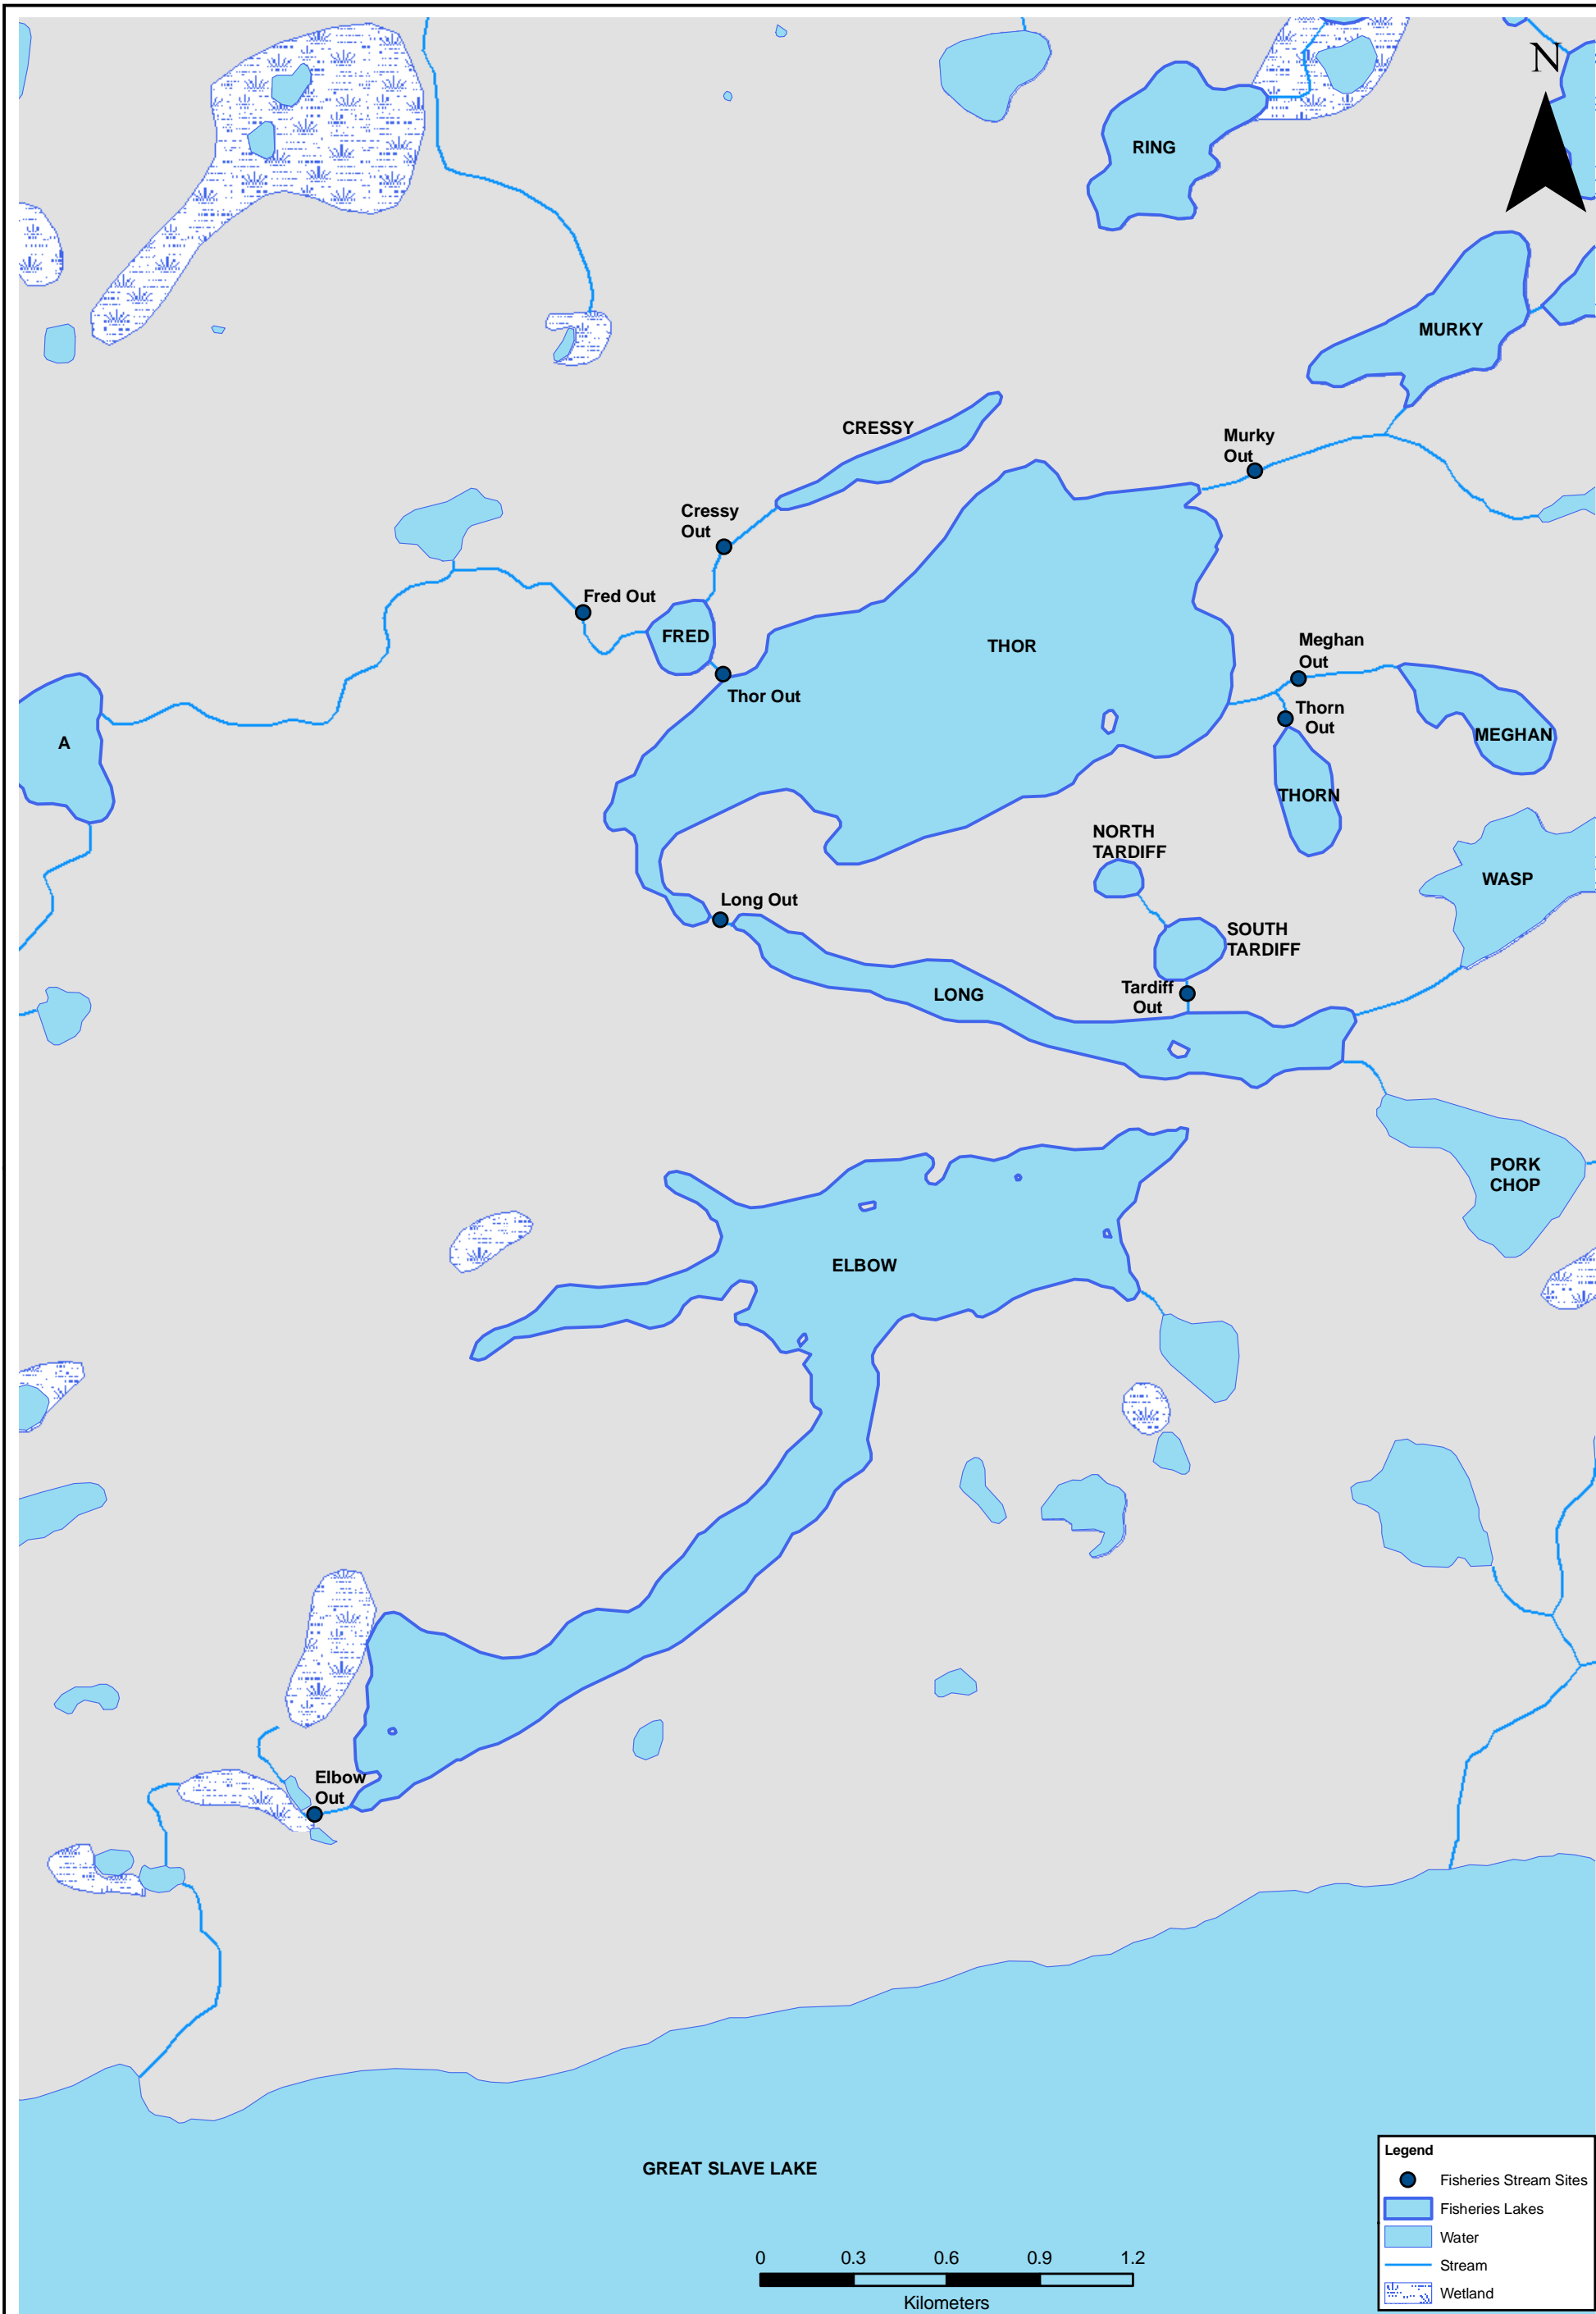 N
RING
MURKY
CRESSY
Murky
Out
Cressy
Out
Fred Out
FRED
THOR
Meghan
Out
Thor Out
Thorn
Out
A
MEGHAN
THORN
NORTH
TARDIFF
WASP
Long Out
SOUTH
TARDIFF
LONG
Tardiff
Out
PORK
CHOP
ELBOW
Elbow
Out
GREAT SLAVE LAKE
0 0.3 0.6 0.9 1.2
Kilometers
Legend
Fisheries Stream Sites
Fisheries Lakes
Water
Stream
Wetland